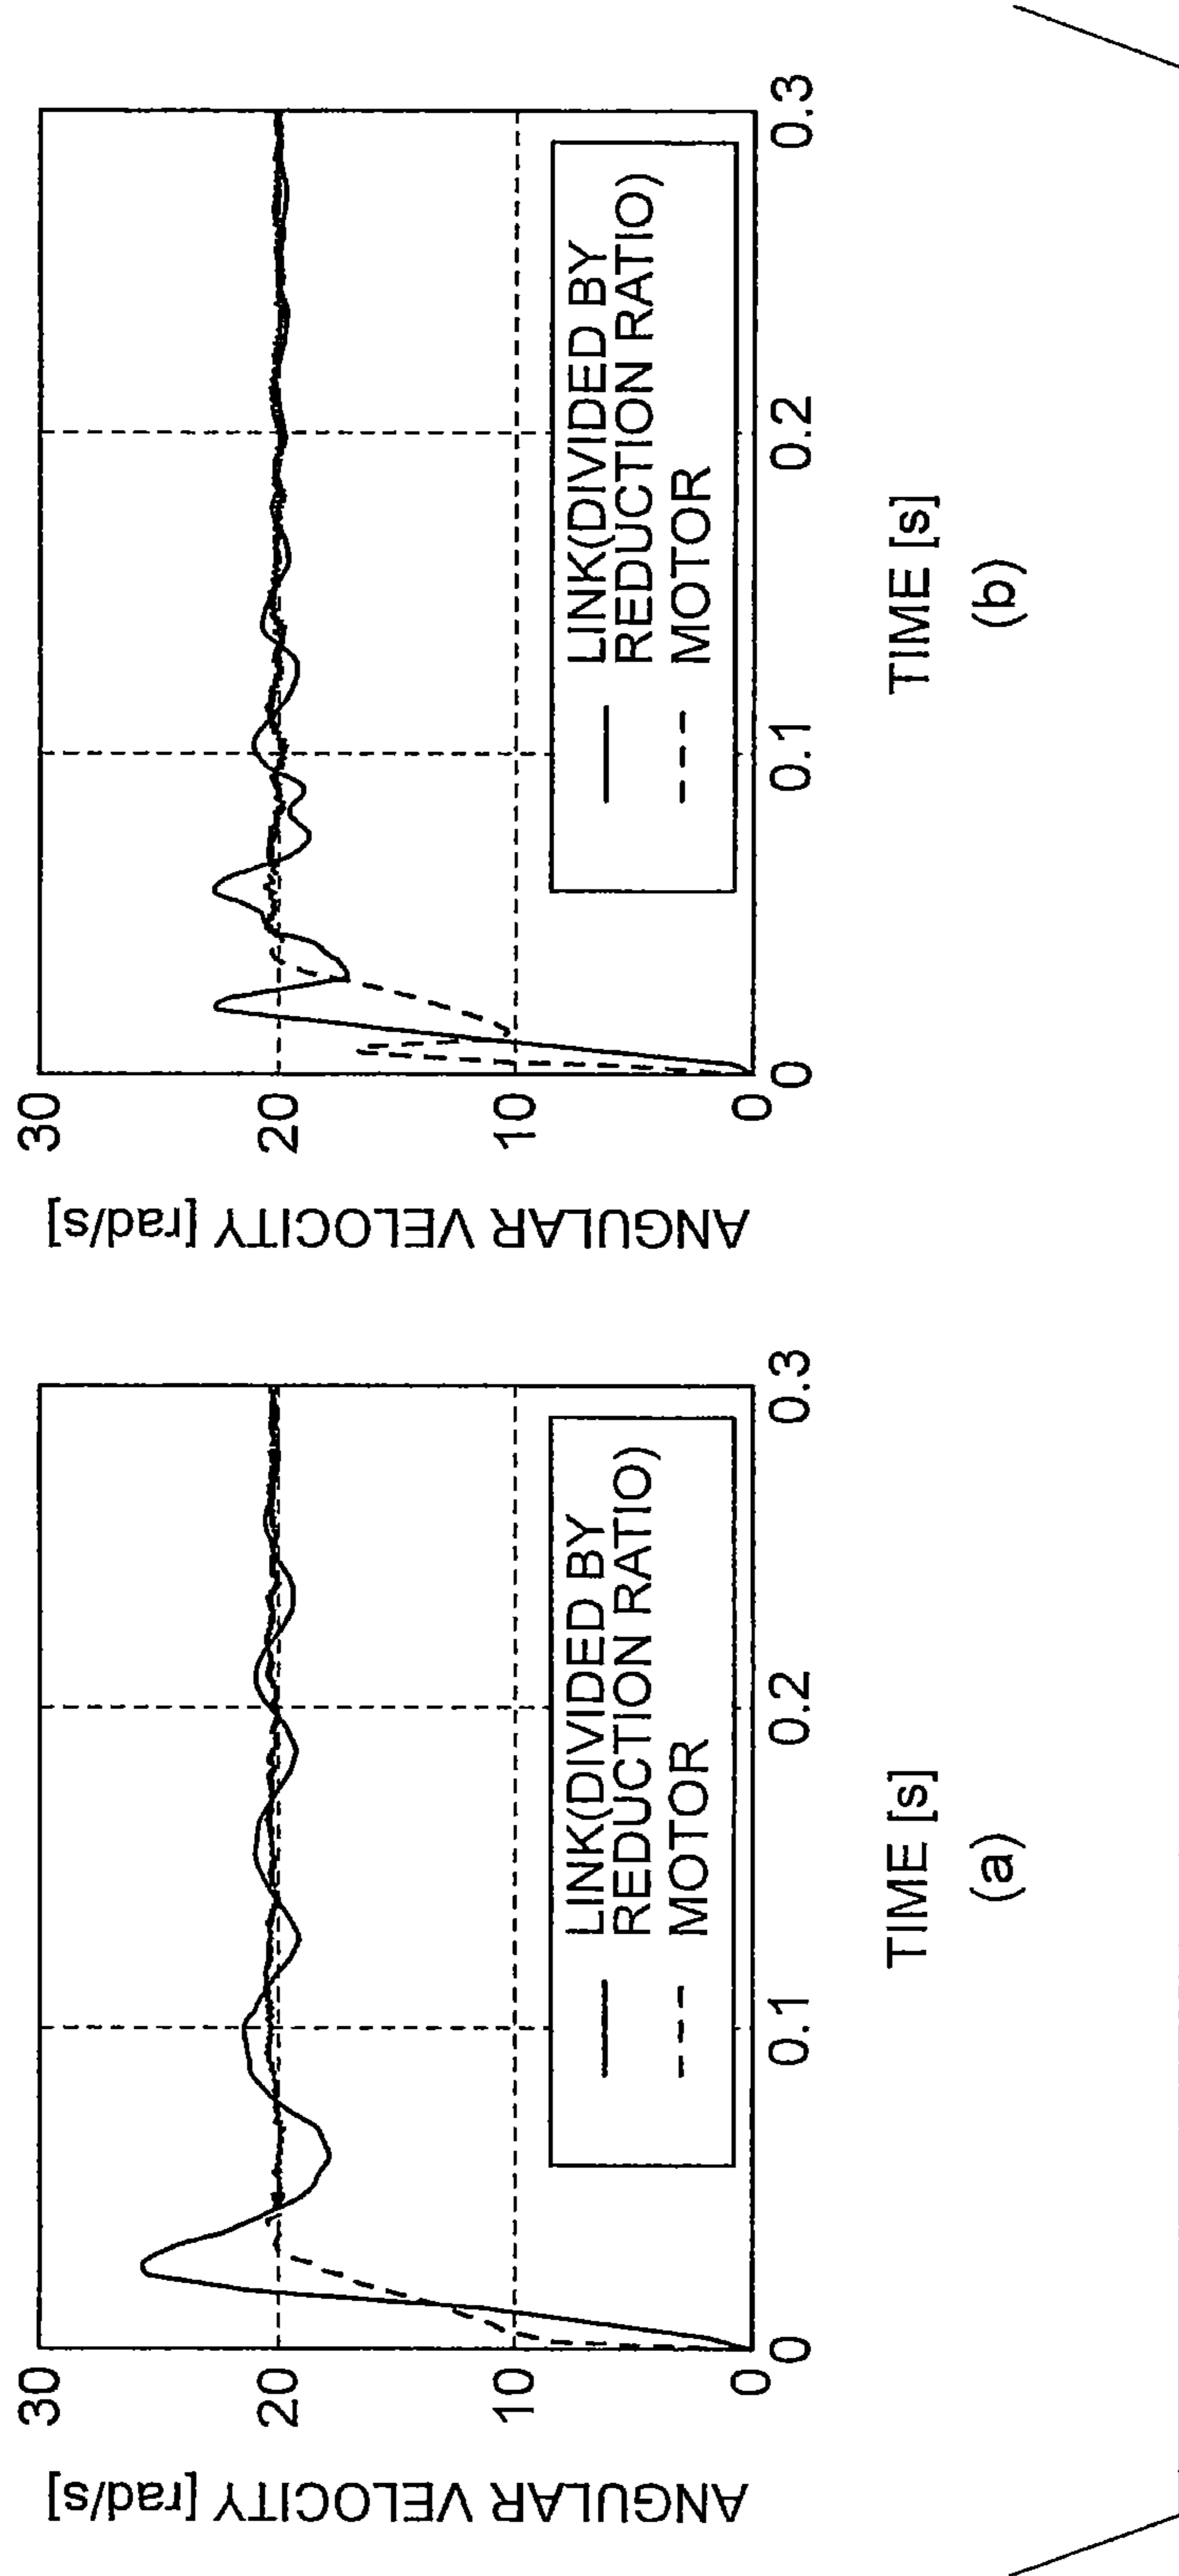 ANGULAR VELOCITY [rad/s]
30
20
10
0
LINK(DIVIDED BY
REDUCTION RATIO)
MOTOR
0
0.1
0.2
0.3
TIME [s]
(a)
ANGULAR VELOCITY [rad/s]
30
20
10
0
LINK(DIVIDED BY
REDUCTION RATIO)
MOTOR
0
0.1
0.2
0.3
TIME [s]
(b)